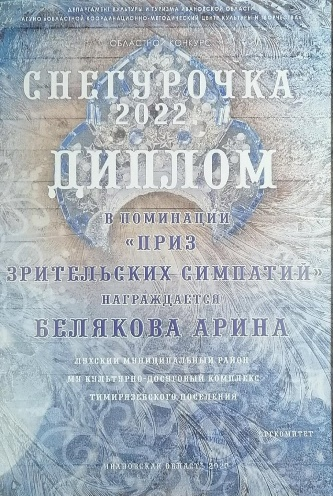 ДЕПАРТАМЕНТ КУЛЬТУРЫ И ТУРИЗМА ИВАНОВСКОЙ ОБЛАСТИ
АГУИО «ОБЛАСТНОЙ КООРДИНАЦИОННО-МЕТОДИЧЕСКИЙ ЦЕНТР КУЛЬТУРЫ И ТВОРЧЕСТВА»
ОБЛАСТНОЙ КОНКУРС
СНЕГУРОЧКА
2022
ДИПЛОМ
В НОМИНАЦИИ
«ПРИЗ
ЗРИТЕЛЬСКИХ СИМПАТИЙ»
НАГРАЖДАЕТСЯ
БЕЛЯКОВА АРИНА
ЛУХСКИЙ МУНИЦИПАЛЬНЫЙ РАЙОН
МУ КУЛЬТУРНО-ДОСУГОВЫЙ КОМПЛЕКС
ТИМИРЯЗЕВСКОГО ПОСЕЛЕНИЯ
ОРГКОМИТЕТ
ИВАНОВСКАЯ ОБЛАСТЬ 2022